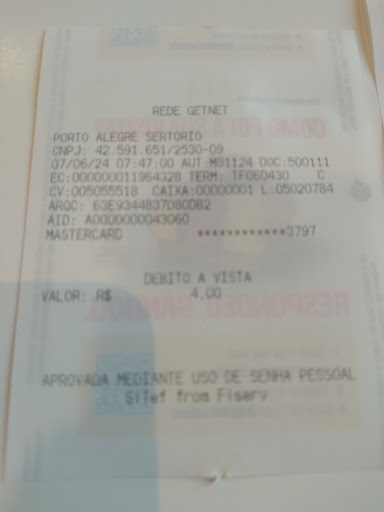 REDE GETNET
PORTO ALEGRE SERTORIO
CNPJ: 42.591.651/2530-09
07/06/24 07:47:00 AUT:M81124 DOC:500111
EC:000000011964328 TERM: TF060430 C
CV:005055518 CAIXA:00000001 L:05020784
ARQC: 63E9344837D80DB2
AID: A0000000043060
MASTERCARD ************3797
DEBITO A VISTA
VALOR: R$ 4,00
APROVADA MEDIANTE USO DE SENHA PESSOAL
SiTef from Fiserv